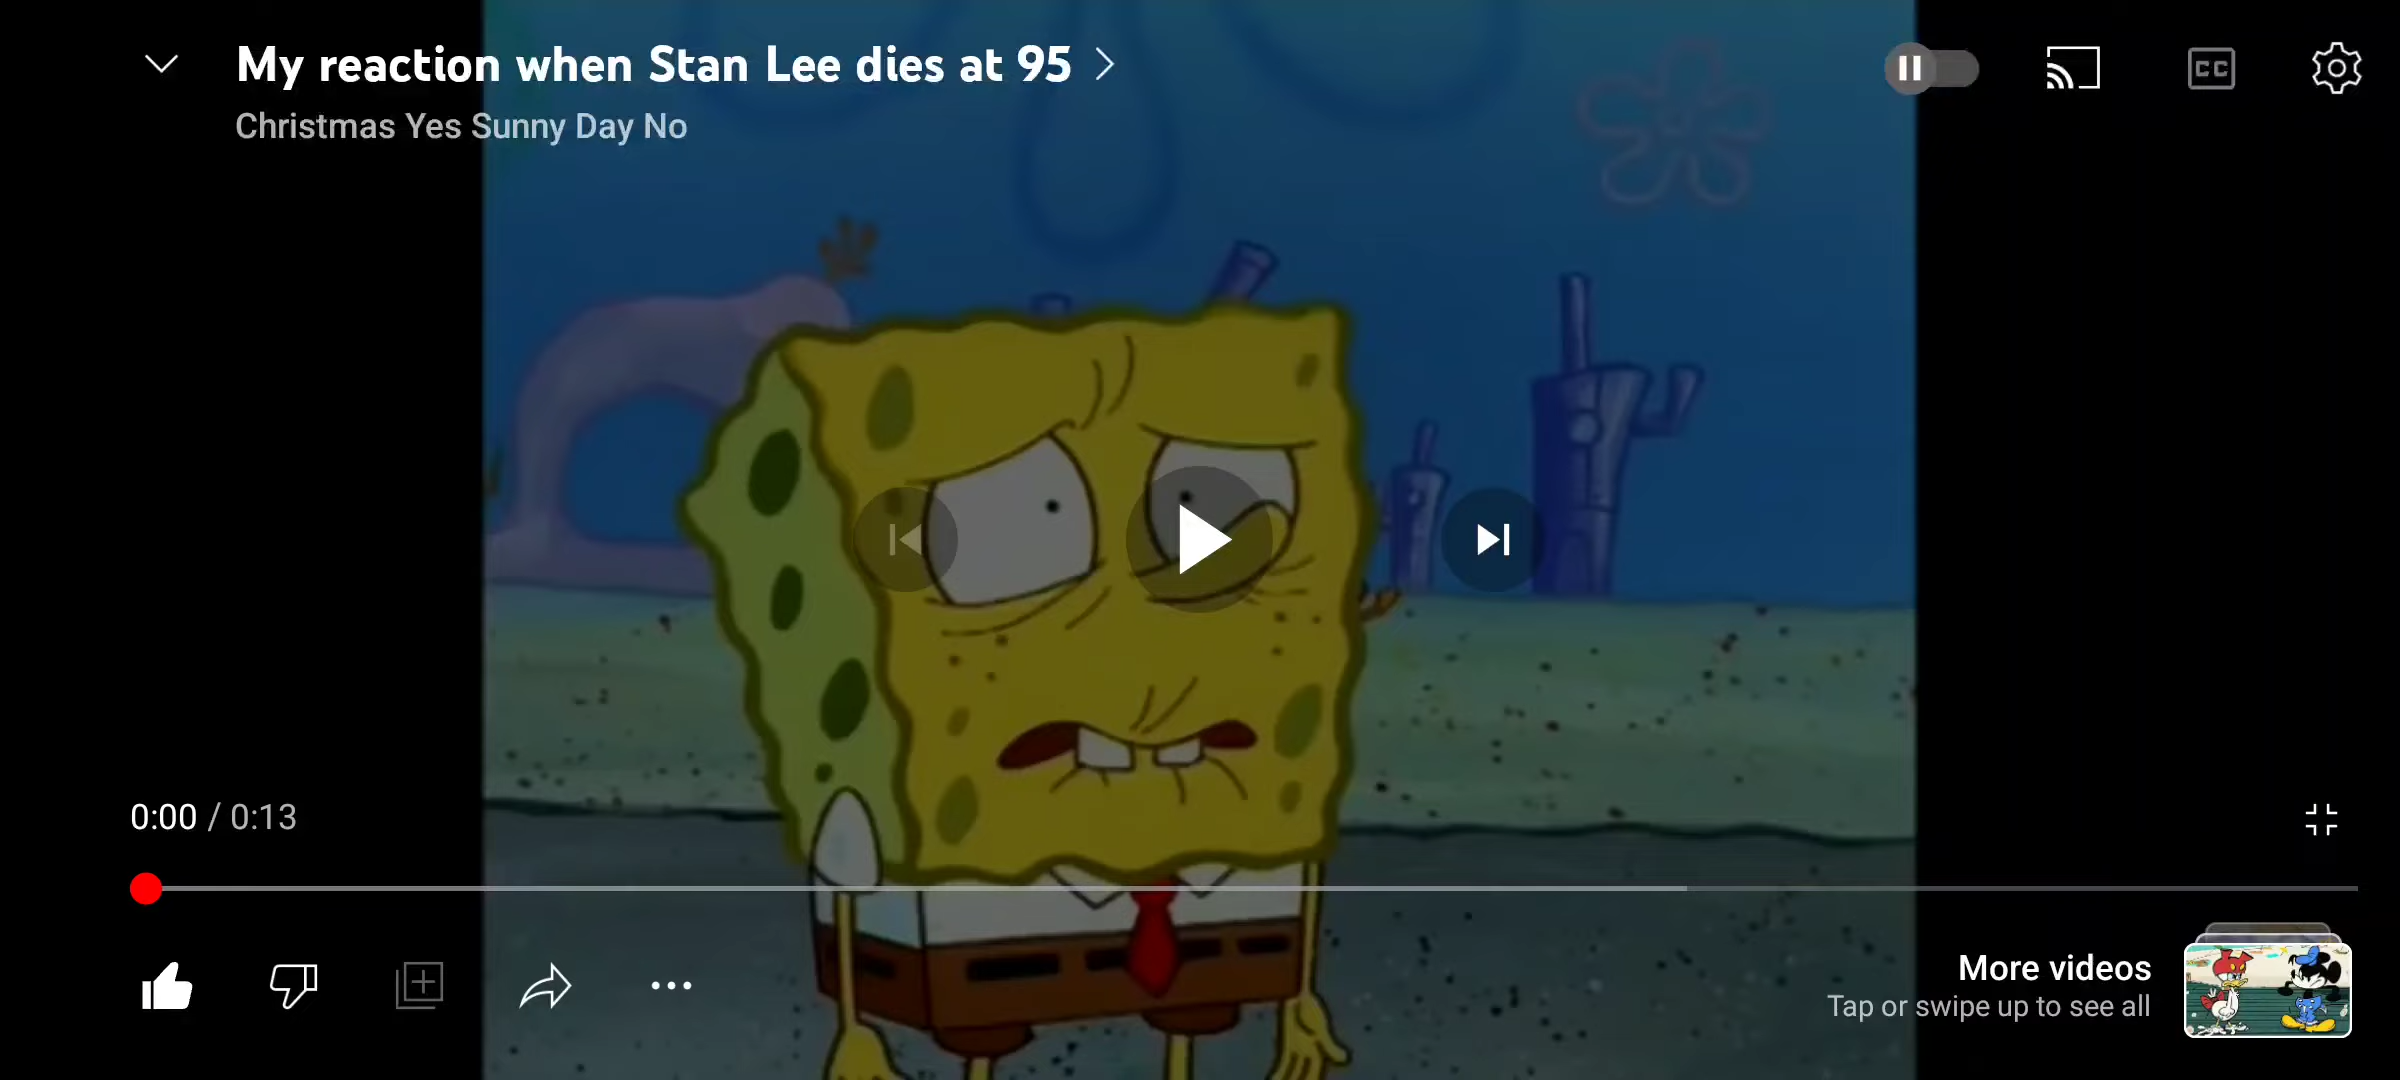 My reaction when Stan Lee dies at 95
Christmas Yes Sunny Day No
CC
0:00 / 0:13
More videos
Tap or swipe up to see all